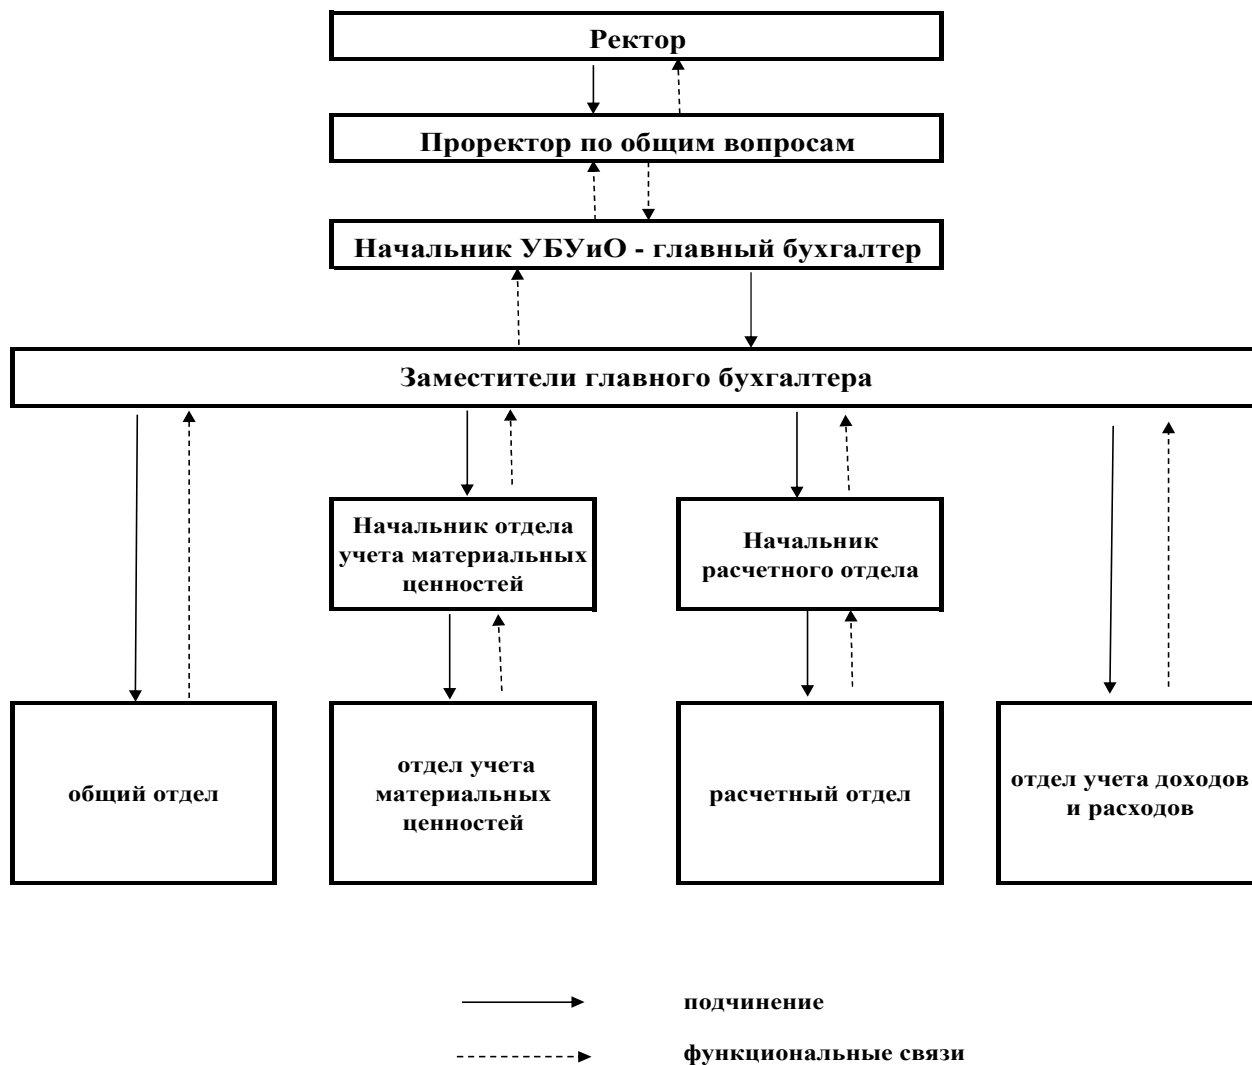 Ректор
Проректор по общим вопросам
Начальник УБУиО - главный бухгалтер
Заместители главного бухгалтера
Начальник отдела
учета материальных
ценностей
Начальник
расчетного отдела
общий отдел
отдел учета
материальных
ценностей
расчетный отдел
отдел учета доходов
и расходов
подчинение
функциональные связи